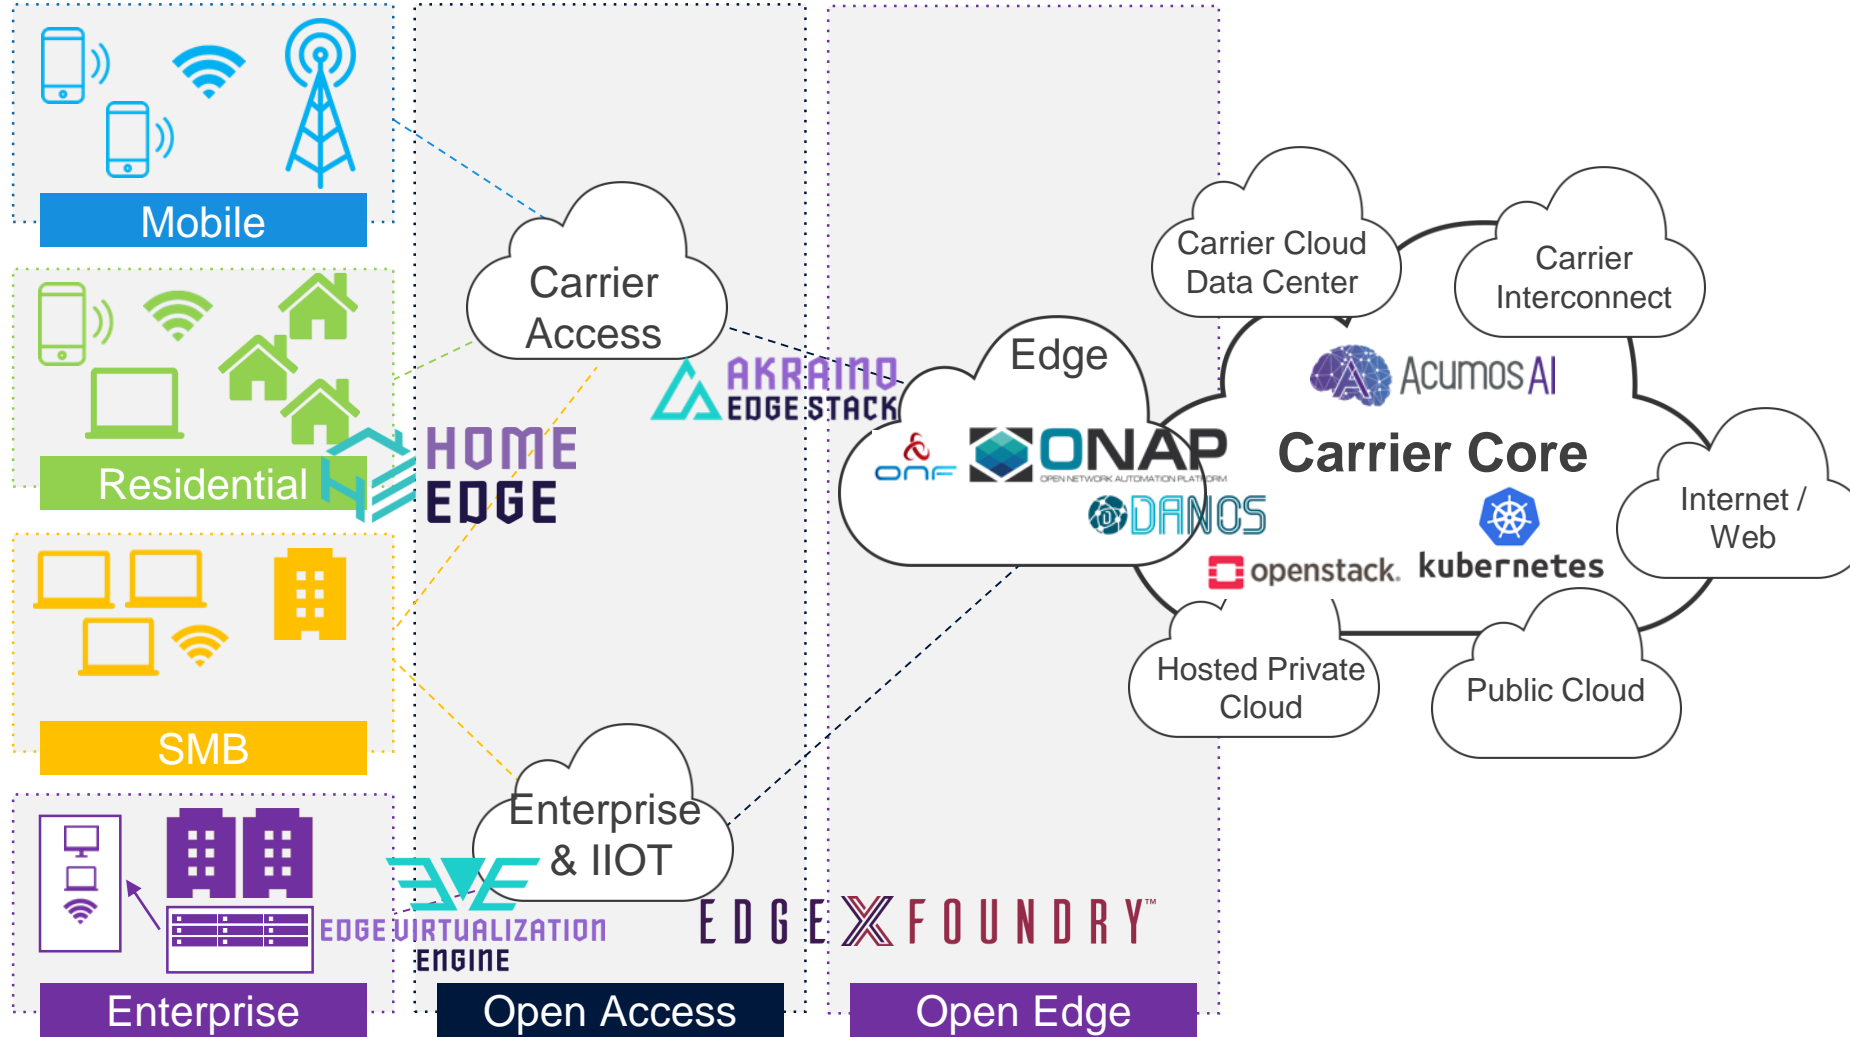 Mobile
Residential
SMB
Enterprise
Carrier
Access
HOME
EDGE
AKRAINO
EDGE STACK
Enterprise
& IIOT
EDGE VIRTUALIZATION
ENGINE
EDGE X FOUNDRY™
Open Access
Open Edge
Edge
ONF
ONAP
OPEN NETWORK AUTOMATION PLATFORM
DANOS
Carrier Cloud
Data Center
Carrier
Interconnect
Acumos AI
Carrier Core
openstack.
kubernetes
Internet /
Web
Hosted Private
Cloud
Public Cloud